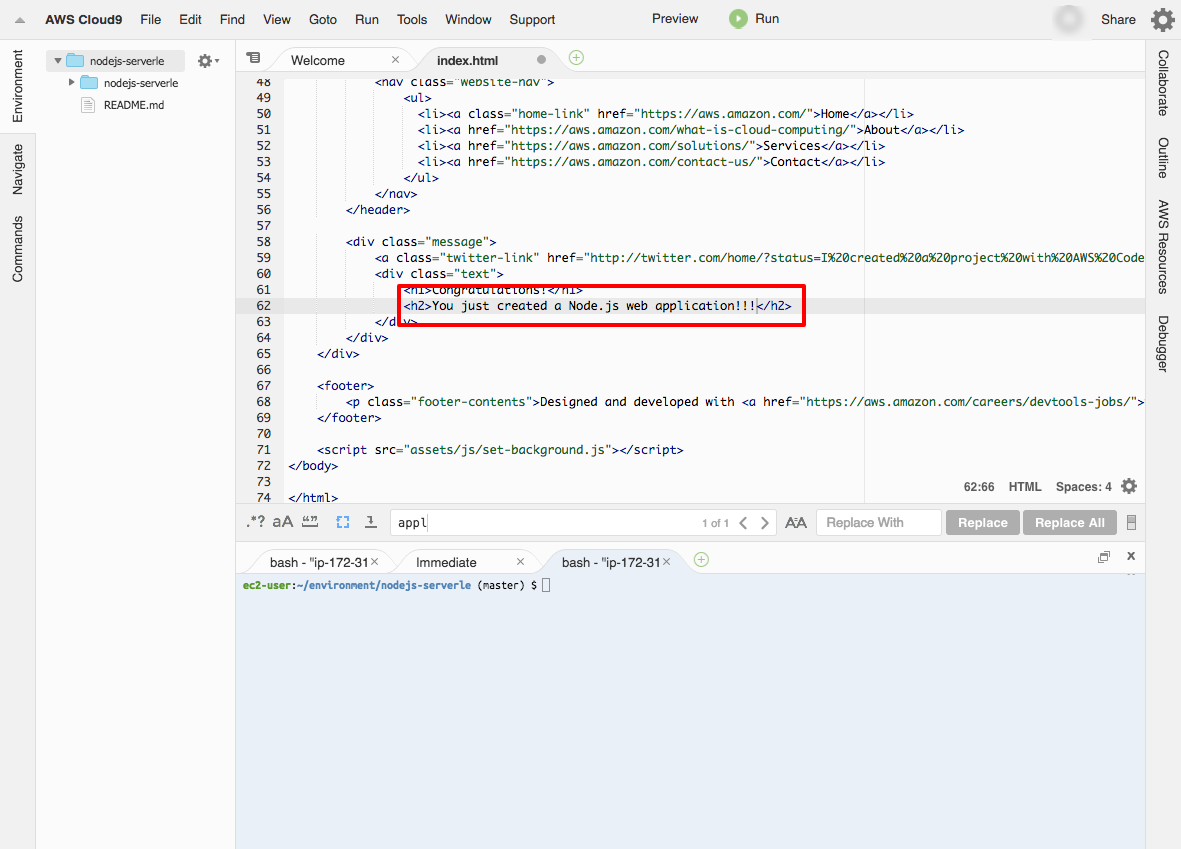 AWS Cloud9 File Edit Find View Goto Run Tools Window Support Preview Run Share
Environment
Navigate
Commands
nodejs-serverle
nodejs-serverle
README.md
Welcome
index.html
48 <nav class="website-nav">
49 <ul>
50 <li><a class="home-link" href="https://aws.amazon.com/">Home</a></li>
51 <li><a href="https://aws.amazon.com/what-is-cloud-computing/">About</a></li>
52 <li><a href="https://aws.amazon.com/solutions/">Services</a></li>
53 <li><a href="https://aws.amazon.com/contact-us/">Contact</a></li>
54 </ul>
55 </nav>
56 </header>
57
58 <div class="message">
59 <a class="twitter-link" href="http://twitter.com/home/?status=I%20created%20a%20project%20with%20AWS%20Code
60 <div class="text">
61 <h1>Congratulations!</h1>
62 <h2>You just created a Node.js web application!!!</h2>
63 </div>
64 </div>
65 </div>
66
67 <footer>
68 <p class="footer-contents">Designed and developed with <a href="https://aws.amazon.com/careers/devtools-jobs/">
69 </footer>
70
71 <script src="assets/js/set-background.js"></script>
72 </body>
73
74 </html>
62:66 HTML Spaces: 4
.*? aA “” appl 1 of 1 AA Replace With Replace Replace All
bash - "ip-172-31 Immediate bash - "ip-172-31
ec2-user:~/environment/nodejs-serverle (master) $
Collaborate
Outline
AWS Resources
Debugger